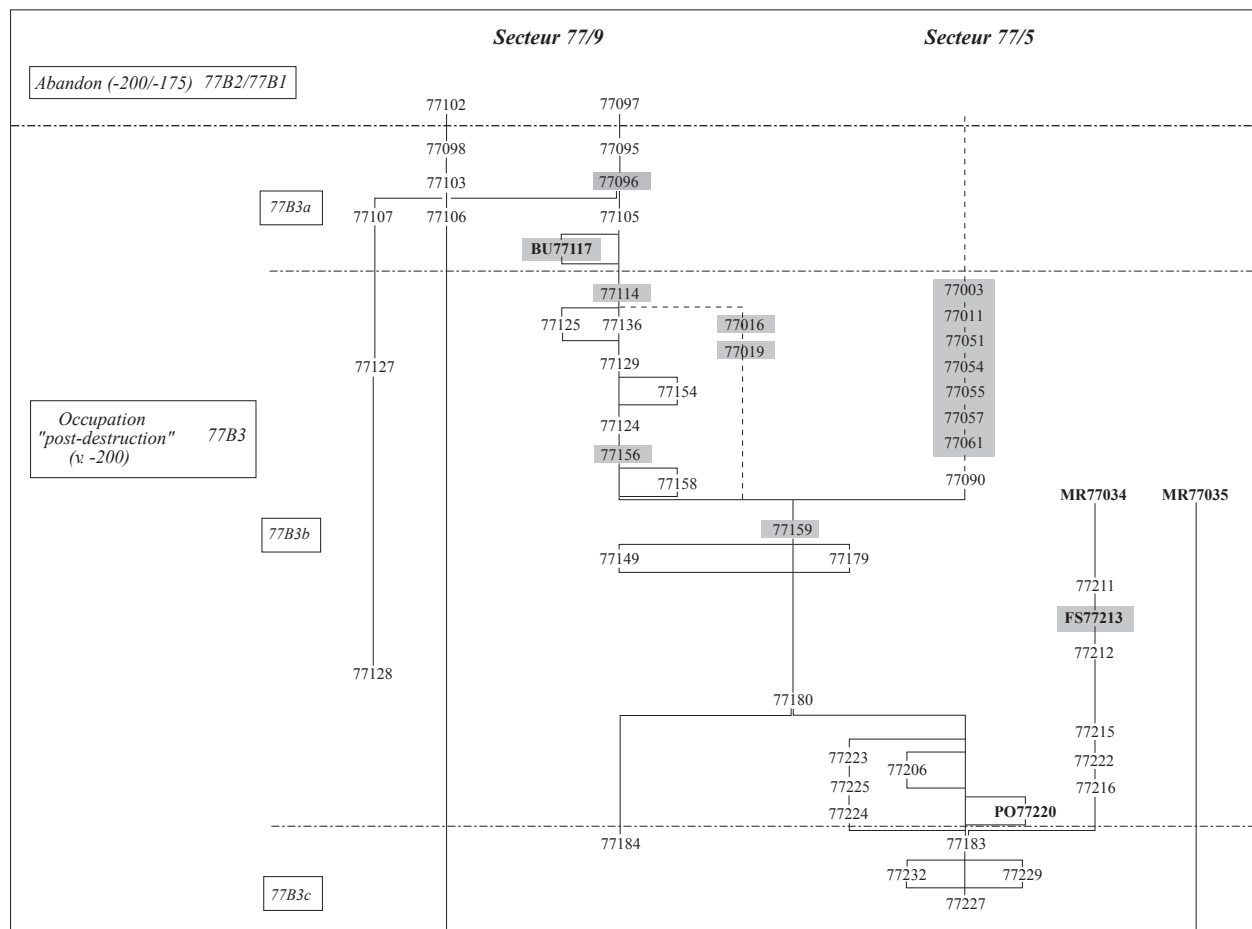 Secteur 77/9 Secteur 77/5
Abandon (-200/-175) 77B2/77B1
77102 77097
77098 77095
77103 77096
77B3a
77107 77106 77105
BU77117
77114 77003
77125 77136 77016 77011
77019 77051
77127 77129 77054
77154 77055
77124 77057
Occupation
"post-destruction" 77B3
(v. -200)
77156 77061
77158 77090
MR77034 MR77035
77B3b
77159
77149 77179
77211
FS77213
77128 77212
77180
77215
77223 77206 77222
77225 77216
77224 PO77220
77184 77183
77B3c
77232 77229
77227